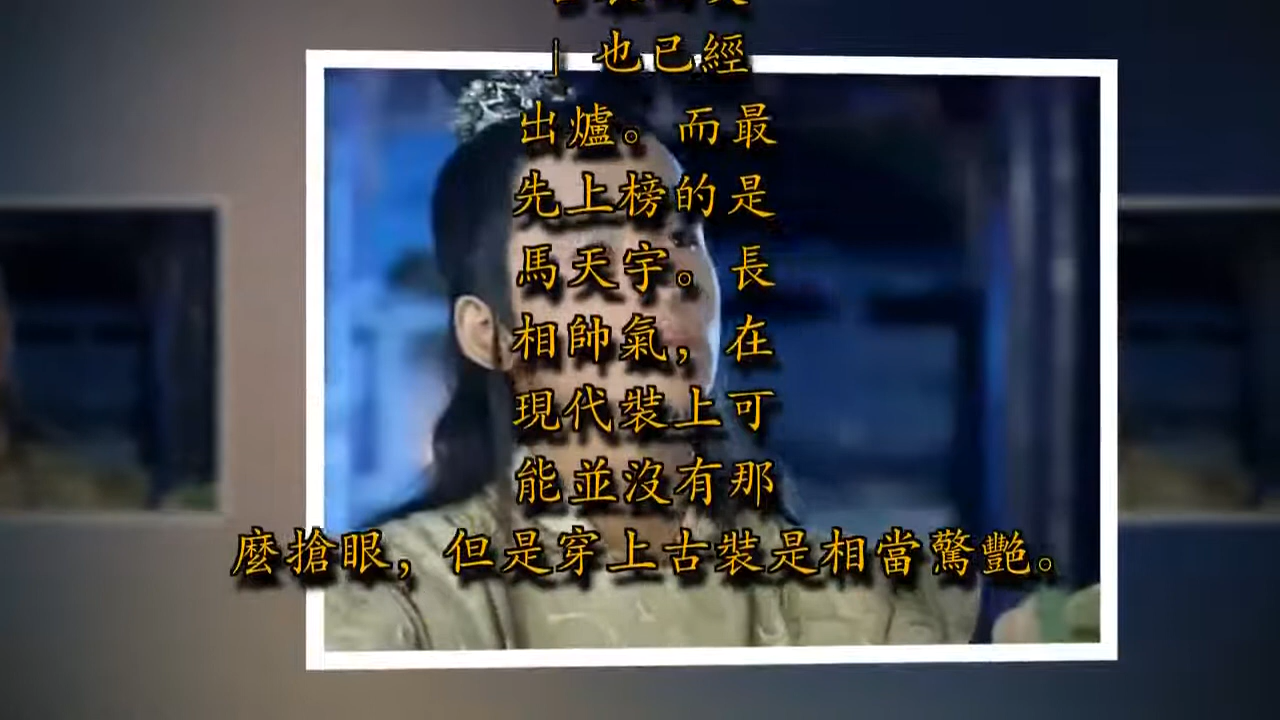 」也已經
出爐。而最
先上榜的是
馬天宇。長
相帥氣，在
現代裝上可
能並沒有那
麼搶眼，但是穿上古裝是相當驚艷。